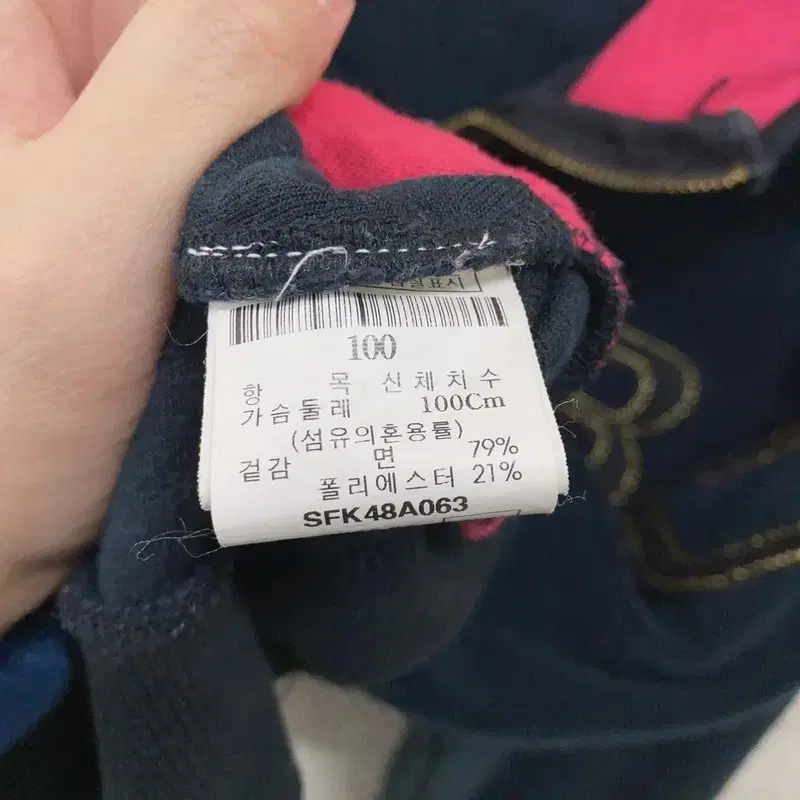 100
항 목 신체치수
가슴둘레 100Cm
(섬유의혼용률)
겉감 면 79%
폴리에스터 21%
SFK48A063